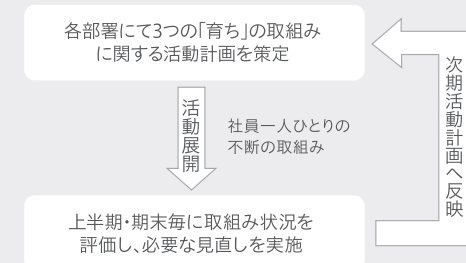 各部署にて3つの「育ち」の取組み
に関する活動計画を策定
活動展開
社員一人ひとりの
不断の取組み
次期活動計画へ反映
上半期・期末毎に取組み状況を
評価し、必要な見直しを実施